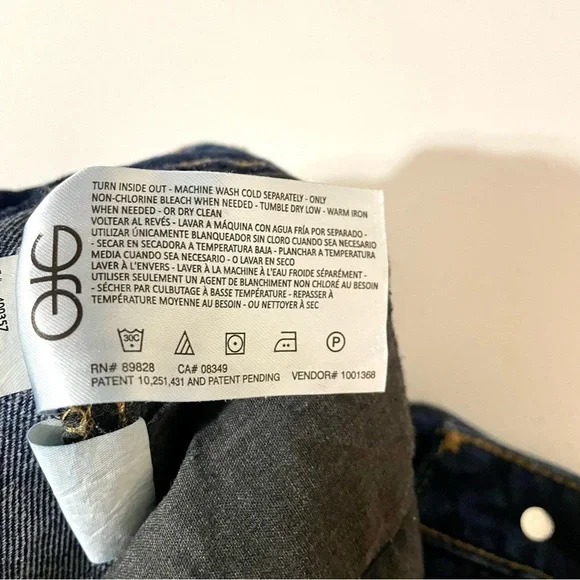 TURN INSIDE OUT - MACHINE WASH COLD SEPARATELY - ONLY
NON-CHLORINE BLEACH WHEN NEEDED - TUMBLE DRY LOW - WARM IRON
WHEN NEEDED - OR DRY CLEAN
VOLTEAR AL REVÉS - LAVAR A MÁQUINA CON AGUA FRÍA POR SEPARADO -
UTILIZAR ÚNICAMENTE BLANQUEADOR SIN CLORO CUANDO SEA NECESARIO
- SECAR EN SECADORA A TEMPERATURA BAJA - PLANCHAR A TEMPERATURA
MEDIA CUANDO SEA NECESARIO - O LAVAR EN SECO
LAVER À L'ENVERS - LAVER À LA MACHINE À L'EAU FROIDE SÉPARÉMENT -
UTILISER SEULEMENT UN AGENT DE BLANCHIMENT NON CHLORÉ AU BESOIN
- SÉCHER PAR CULBUTAGE À BASSE TEMPÉRATURE - REPASSER À
TEMPÉRATURE MOYENNE AU BESOIN - OU NETTOYER À SEC
30C
P
RN# 89828 CA# 08349
PATENT 10,251,431 AND PATENT PENDING VENDOR# 1001368
400357